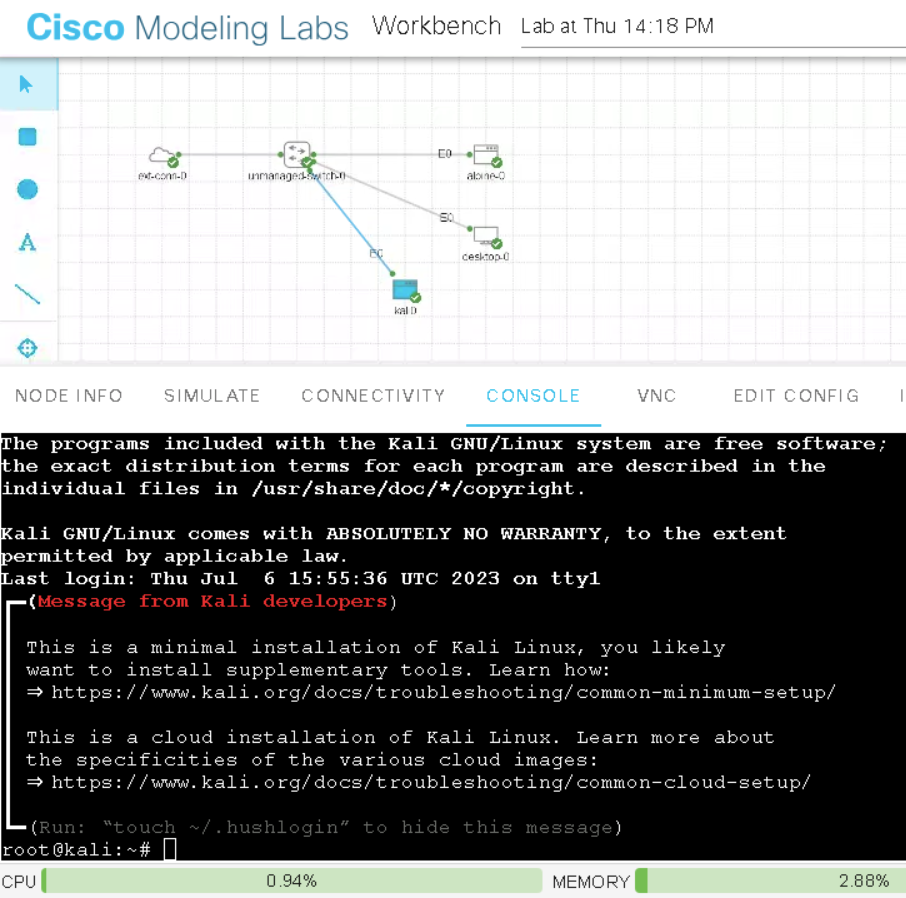 Cisco Modeling Labs Workbench Lab at Thu 14:18 PM
ext-conn-0
unmanaged-switch-0
E0
alpine-0
E0
desktop-0
E0
kali-0
A
NODE INFO SIMULATE CONNECTIVITY CONSOLE VNC EDIT CONFIG
The programs included with the Kali GNU/Linux system are free software;
the exact distribution terms for each program are described in the
individual files in /usr/share/doc/*/copyright.
Kali GNU/Linux comes with ABSOLUTELY NO WARRANTY, to the extent
permitted by applicable law.
Last login: Thu Jul  6 15:55:36 UTC 2023 on tty1
(Message from Kali developers)
This is a minimal installation of Kali Linux, you likely
want to install supplementary tools. Learn how:
⇒ https://www.kali.org/docs/troubleshooting/common-minimum-setup/
This is a cloud installation of Kali Linux. Learn more about
the specificities of the various cloud images:
⇒ https://www.kali.org/docs/troubleshooting/common-cloud-setup/
(Run: “touch ~/.hushlogin” to hide this message)
root@kali:~#
CPU 0.94% MEMORY 2.88%